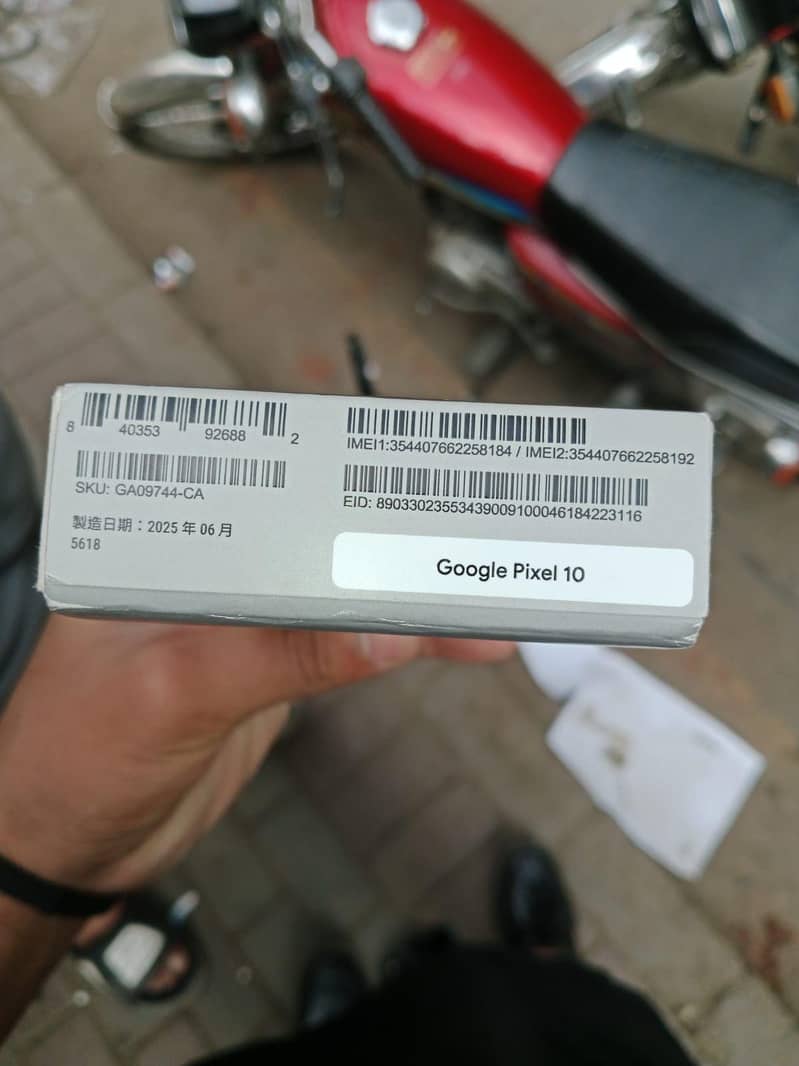 8 40353 92688 2
SKU: GA09744-CA
製造日期：2025 年 06 月
5618
IMEI1:354407662258184 / IMEI2:354407662258192
EID: 89033023553439009100046184223116
Google Pixel 10